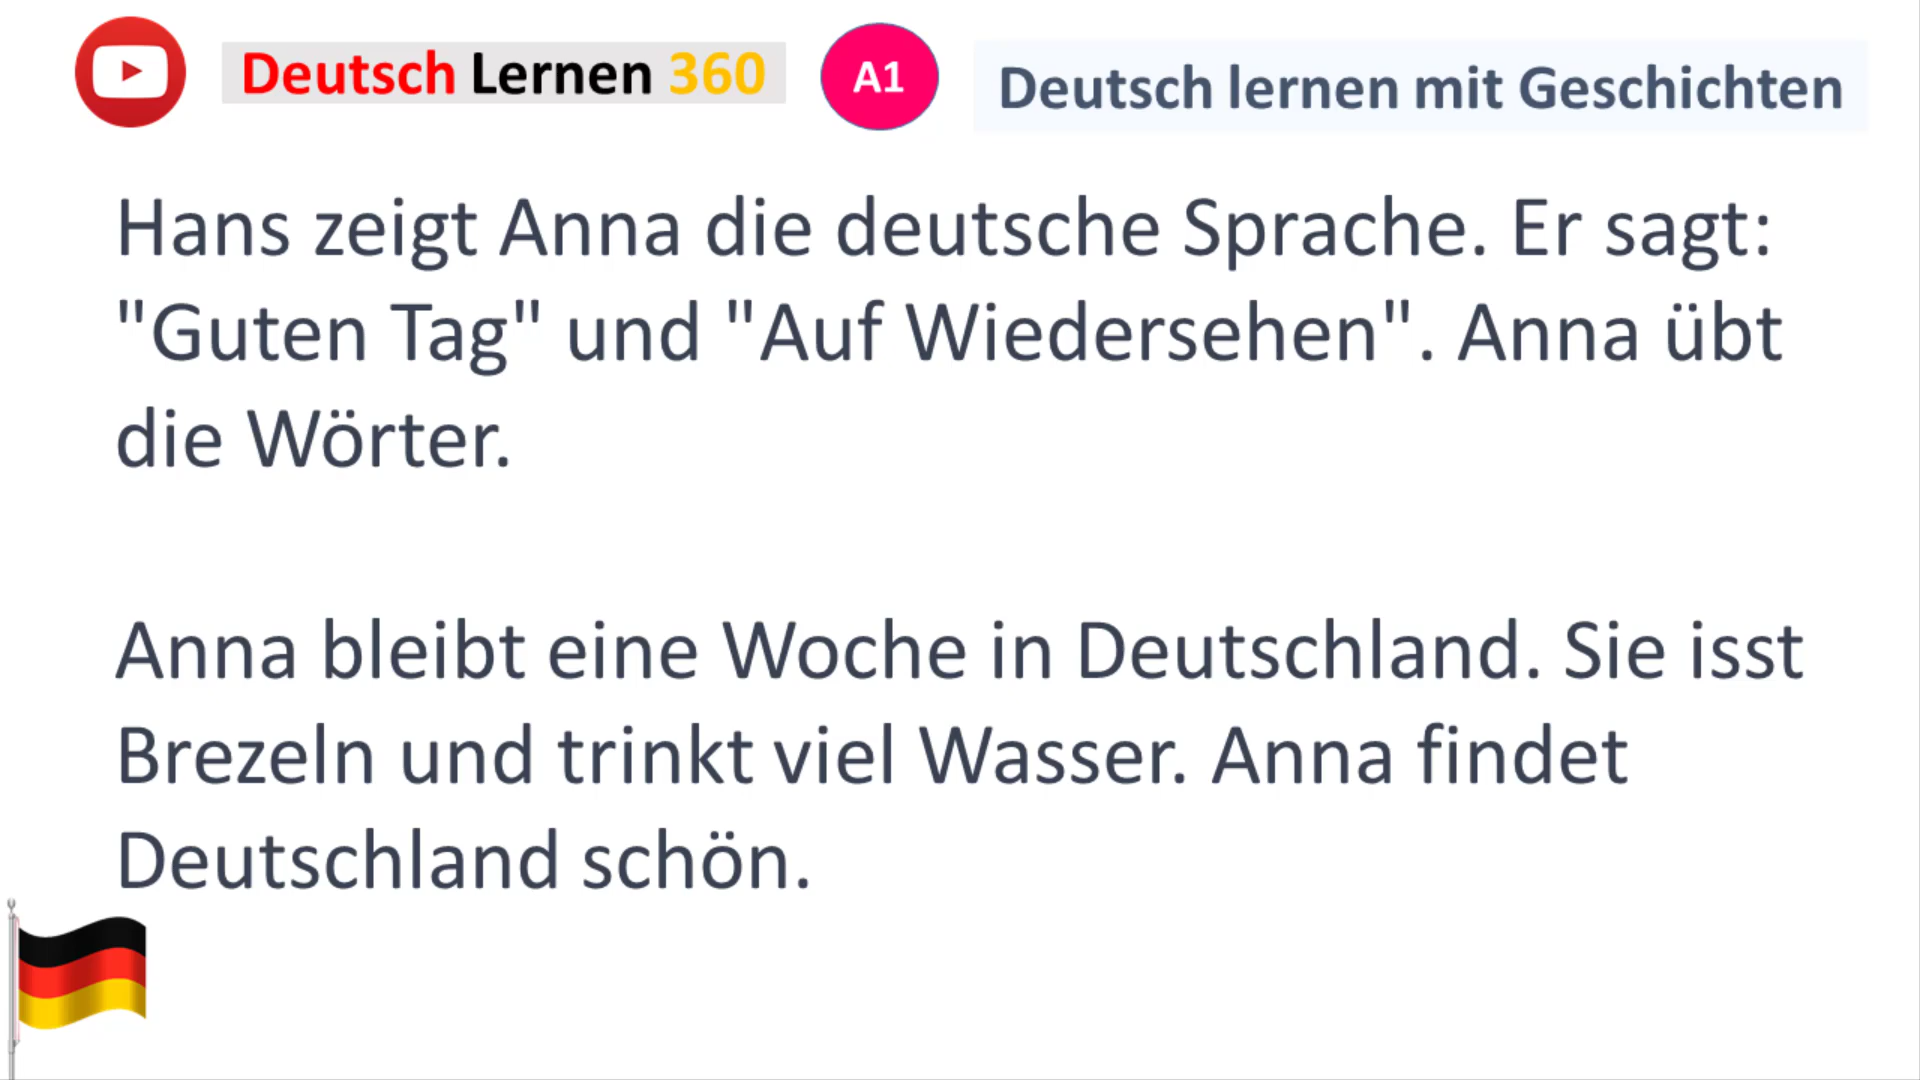 Deutsch Lernen 360
A1
Deutsch lernen mit Geschichten
Hans zeigt Anna die deutsche Sprache. Er sagt:
"Guten Tag" und "Auf Wiedersehen". Anna übt
die Wörter.
Anna bleibt eine Woche in Deutschland. Sie isst
Brezeln und trinkt viel Wasser. Anna findet
Deutschland schön.